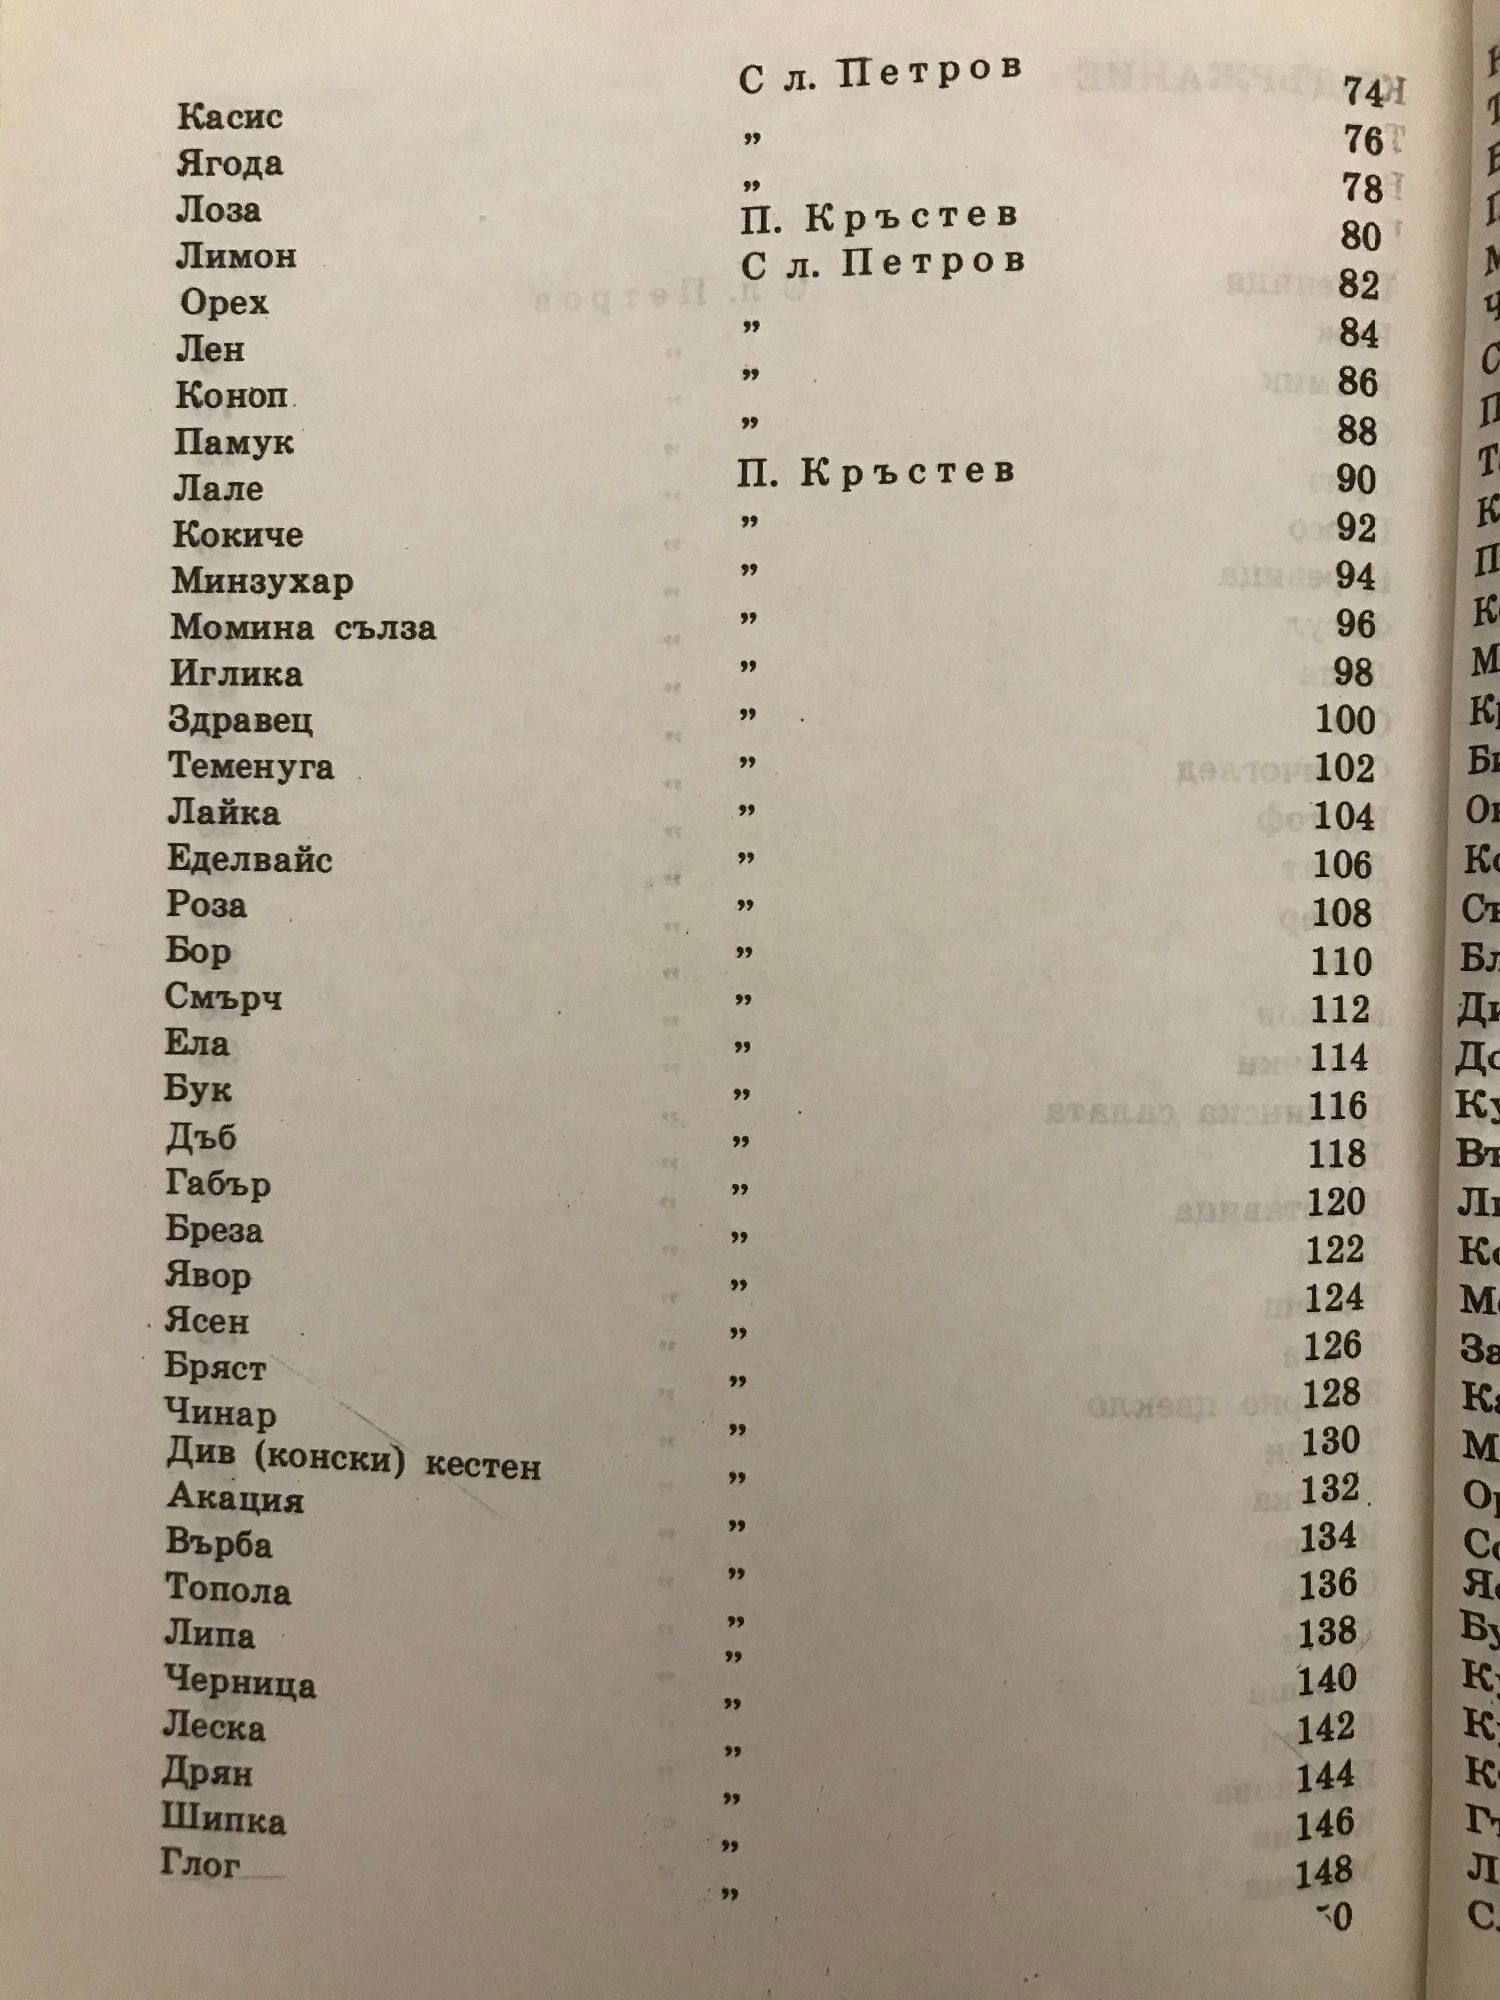 Касис Сл. Петров 74
Ягода " 76
Лоза " 78
Лимон П. Кръстев 80
Орех Сл. Петров 82
Лен " 84
Коноп " 86
Памук " 88
Лале П. Кръстев 90
Кокиче " 92
Минзухар " 94
Момина сълза " 96
Иглика " 98
Здравец " 100
Теменуга " 102
Лайка " 104
Еделвайс " 106
Роза " 108
Бор " 110
Смърч " 112
Ела " 114
Бук " 116
Дъб " 118
Габър " 120
Бреза " 122
Явор " 124
Ясен " 126
Бряст " 128
Чинар " 130
Див (конски) кестен " 132
Акация " 134
Върба " 136
Топола " 138
Липа " 140
Черница " 142
Леска " 144
Дрян " 146
Шипка " 148
Глог "